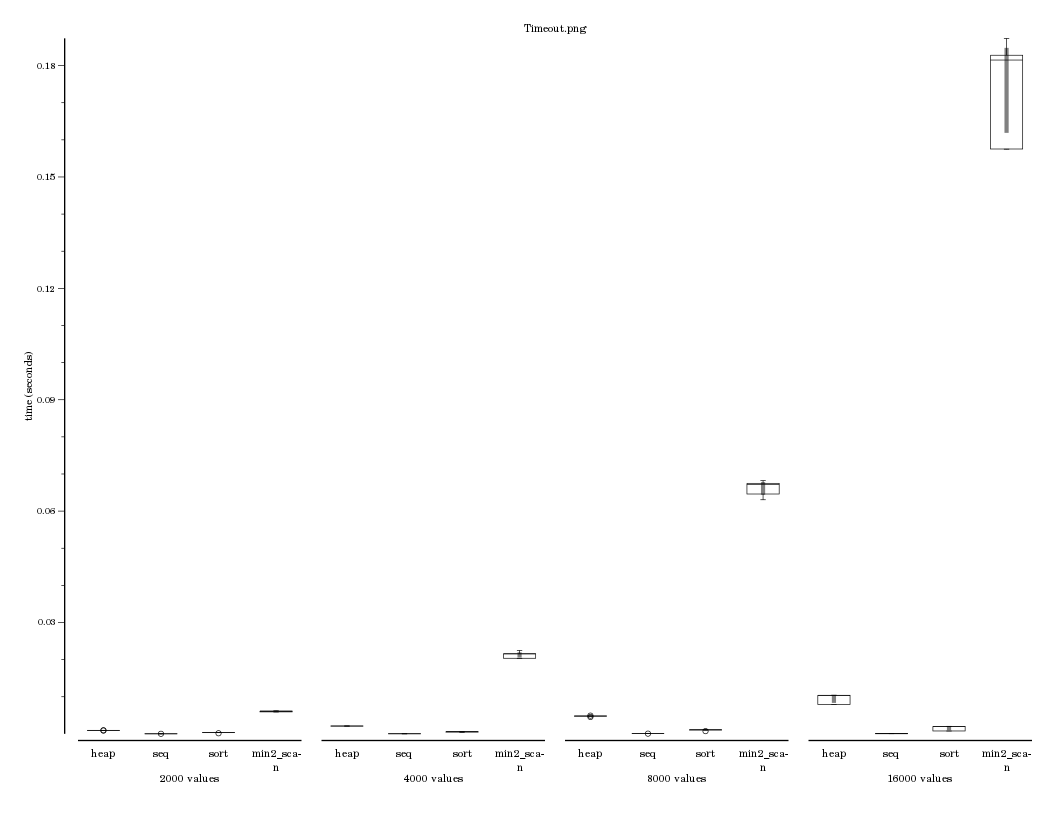 Timeout.png
0.18
0.15
0.12
0.09
0.06
0.03
time (seconds)
heap seq sort min2_sca-
n
heap seq sort min2_sca-
n
heap seq sort min2_sca-
n
heap seq sort min2_sca-
n
2000 values
4000 values
8000 values
16000 values